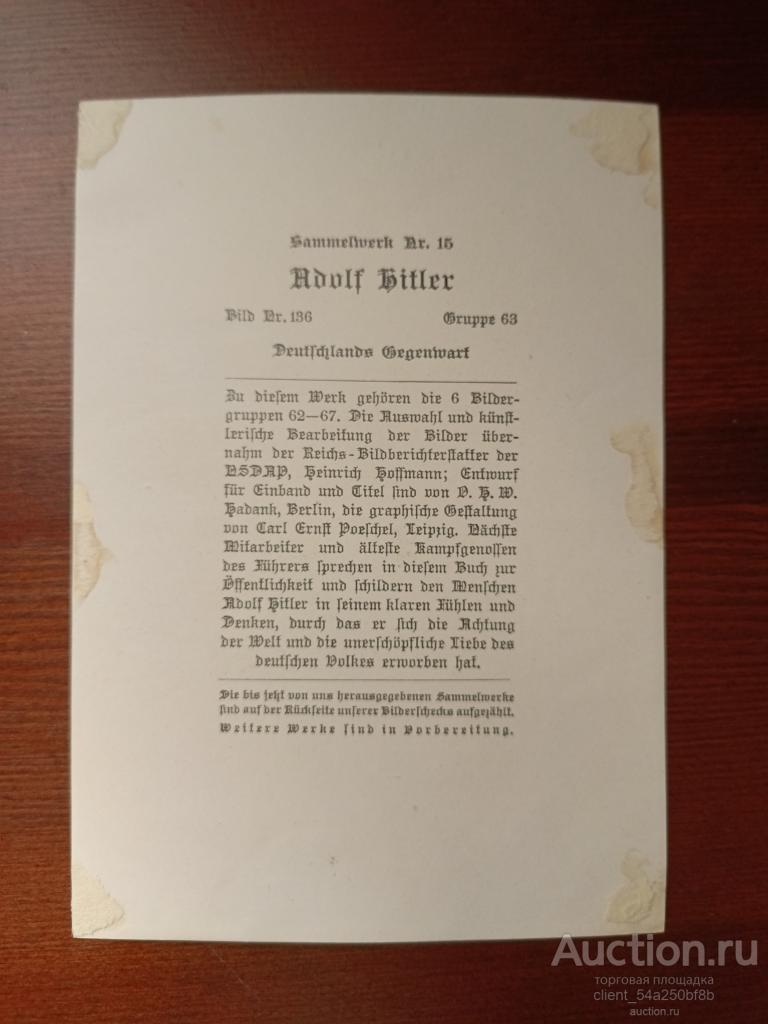 Sammelwerk Nr. 15
Adolf Hitler
Bild Nr. 136 Gruppe 63
Deutschlands Gegenwart
Zu diesem Werk gehören die 6 Bilder-
gruppen 62—67. Die Auswahl und künst-
lerische Bearbeitung der Bilder über-
nahm der Reichs-Bildberichterstatter der
NSDAP, Heinrich Hoffmann; Entwurf
für Einband und Titel sind von O. H. W.
Hadank, Berlin, die graphische Gestaltung
von Carl Ernst Poeschel, Leipzig. Nächste
Mitarbeiter und älteste Kampfgenossen
des Führers sprechen in diesem Buch zur
Öffentlichkeit und schildern den Menschen
Adolf Hitler in seinem klaren Fühlen und
Denken, durch das er sich die Achtung
der Welt und die unerschöpfliche Liebe des
deutschen Volkes erworben hat.
Die bis jetzt von uns herausgegebenen Sammelwerke
sind auf der Rückseite unserer Bilderschecks aufgezählt.
Weitere Werke sind in Vorbereitung.
Auction.ru
торговая площадка
client_54a250bf8b
auction.ru